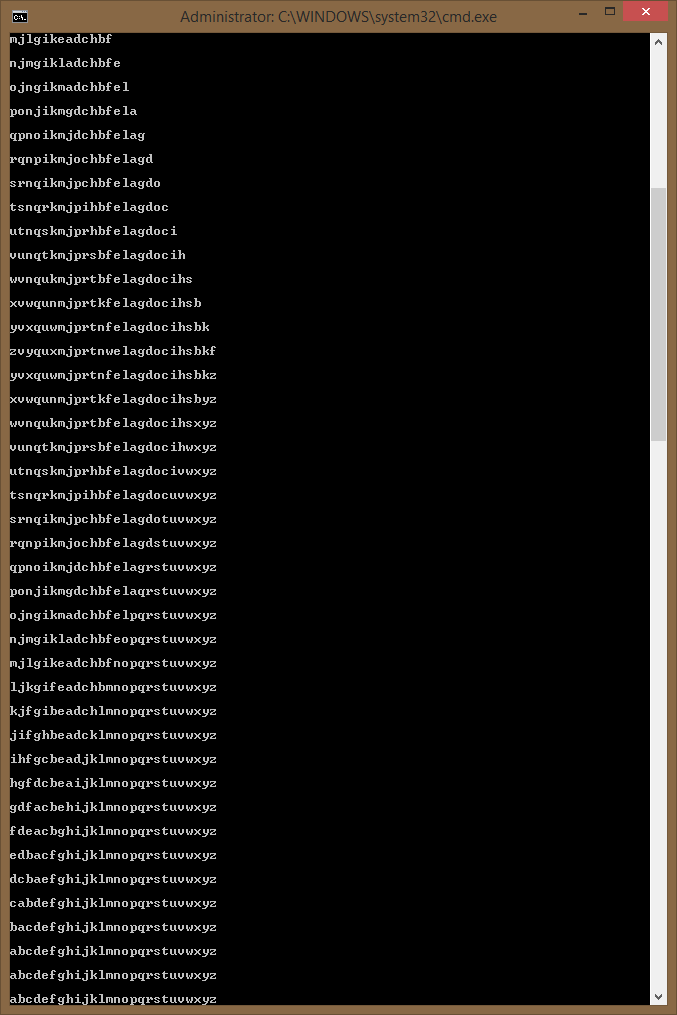 Administrator: C:\WINDOWS\system32\cmd.exe
mjlgikeadchbf
njmgikladchbfe
ojngikmadchbfel
ponjikmgdchbfela
qpnoikmjdchbfelag
rqnpikmjochbfelagd
srnqikmjpchbfelagdo
tsnqrkmjpihbfelagdoc
utnqskmjprhbfelagdoci
vunqtkmjprsbfelagdocih
wvnqukmjprtbfelagdocihs
xvwqunmjprtkfelagdocihsb
yvxquwmjprtnfelagdocihsbk
zvyquxmjprtnwelagdocihsbkf
yvxquwmjprtnfelagdocihsbkz
xvwqunmjprtkfelagdocihsbyz
wvnqukmjprtbfelagdocihsxyz
vunqtkmjprsbfelagdocihwxyz
utnqskmjprhbfelagdocivwxyz
tsnqrkmjpihbfelagdocuvwxyz
srnqikmjpchbfelagdotuvwxyz
rqnpikmjochbfelagdstuvwxyz
qpnoikmjdchbfelagrstuvwxyz
ponjikmgdchbfelaqrstuvwxyz
ojngikmadchbfelpqrstuvwxyz
njmgikladchbfeopqrstuvwxyz
mjlgikeadchbfnopqrstuvwxyz
ljkgifeadchbmnopqrstuvwxyz
kjfgibeadchlmnopqrstuvwxyz
jifghbeadcklmnopqrstuvwxyz
ihfgcbeadjklmnopqrstuvwxyz
hgfdcbeaijklmnopqrstuvwxyz
gdfacbehijklmnopqrstuvwxyz
fdeacbghijklmnopqrstuvwxyz
edbacfghijklmnopqrstuvwxyz
dcbaefghijklmnopqrstuvwxyz
cabdefghijklmnopqrstuvwxyz
bacdefghijklmnopqrstuvwxyz
abcdefghijklmnopqrstuvwxyz
abcdefghijklmnopqrstuvwxyz
abcdefghijklmnopqrstuvwxyz